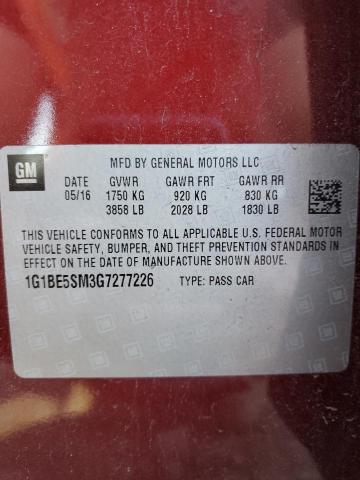 GM
MFD BY GENERAL MOTORS LLC
DATE GVWR GAWR FRT GAWR RR
05/16 1750 KG 920 KG 830 KG
3858 LB 2028 LB 1830 LB
THIS VEHICLE CONFORMS TO ALL APPLICABLE U.S. FEDERAL MOTOR
VEHICLE SAFETY, BUMPER, AND THEFT PREVENTION STANDARDS IN
EFFECT ON THE DATE OF MANUFACTURE SHOWN ABOVE.
1G1BE5SM3G7277226 TYPE: PASS CAR